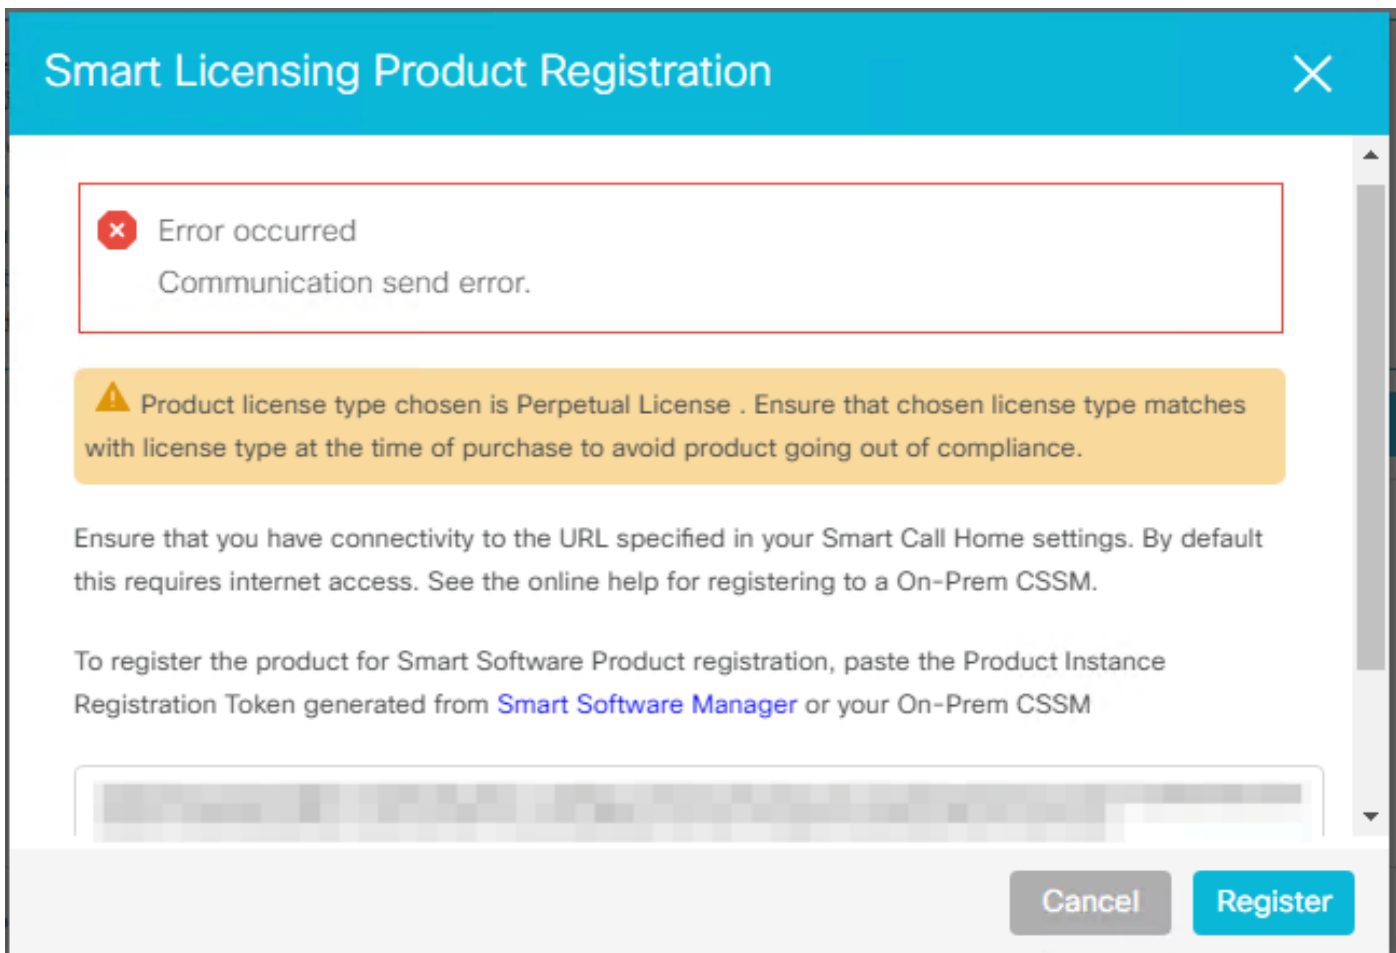 Smart Licensing Product Registration
Error occurred
Communication send error.
Product license type chosen is Perpetual License . Ensure that chosen license type matches
with license type at the time of purchase to avoid product going out of compliance.
Ensure that you have connectivity to the URL specified in your Smart Call Home settings. By default
this requires internet access. See the online help for registering to a On-Prem CSSM.
To register the product for Smart Software Product registration, paste the Product Instance
Registration Token generated from Smart Software Manager or your On-Prem CSSM
Cancel
Register